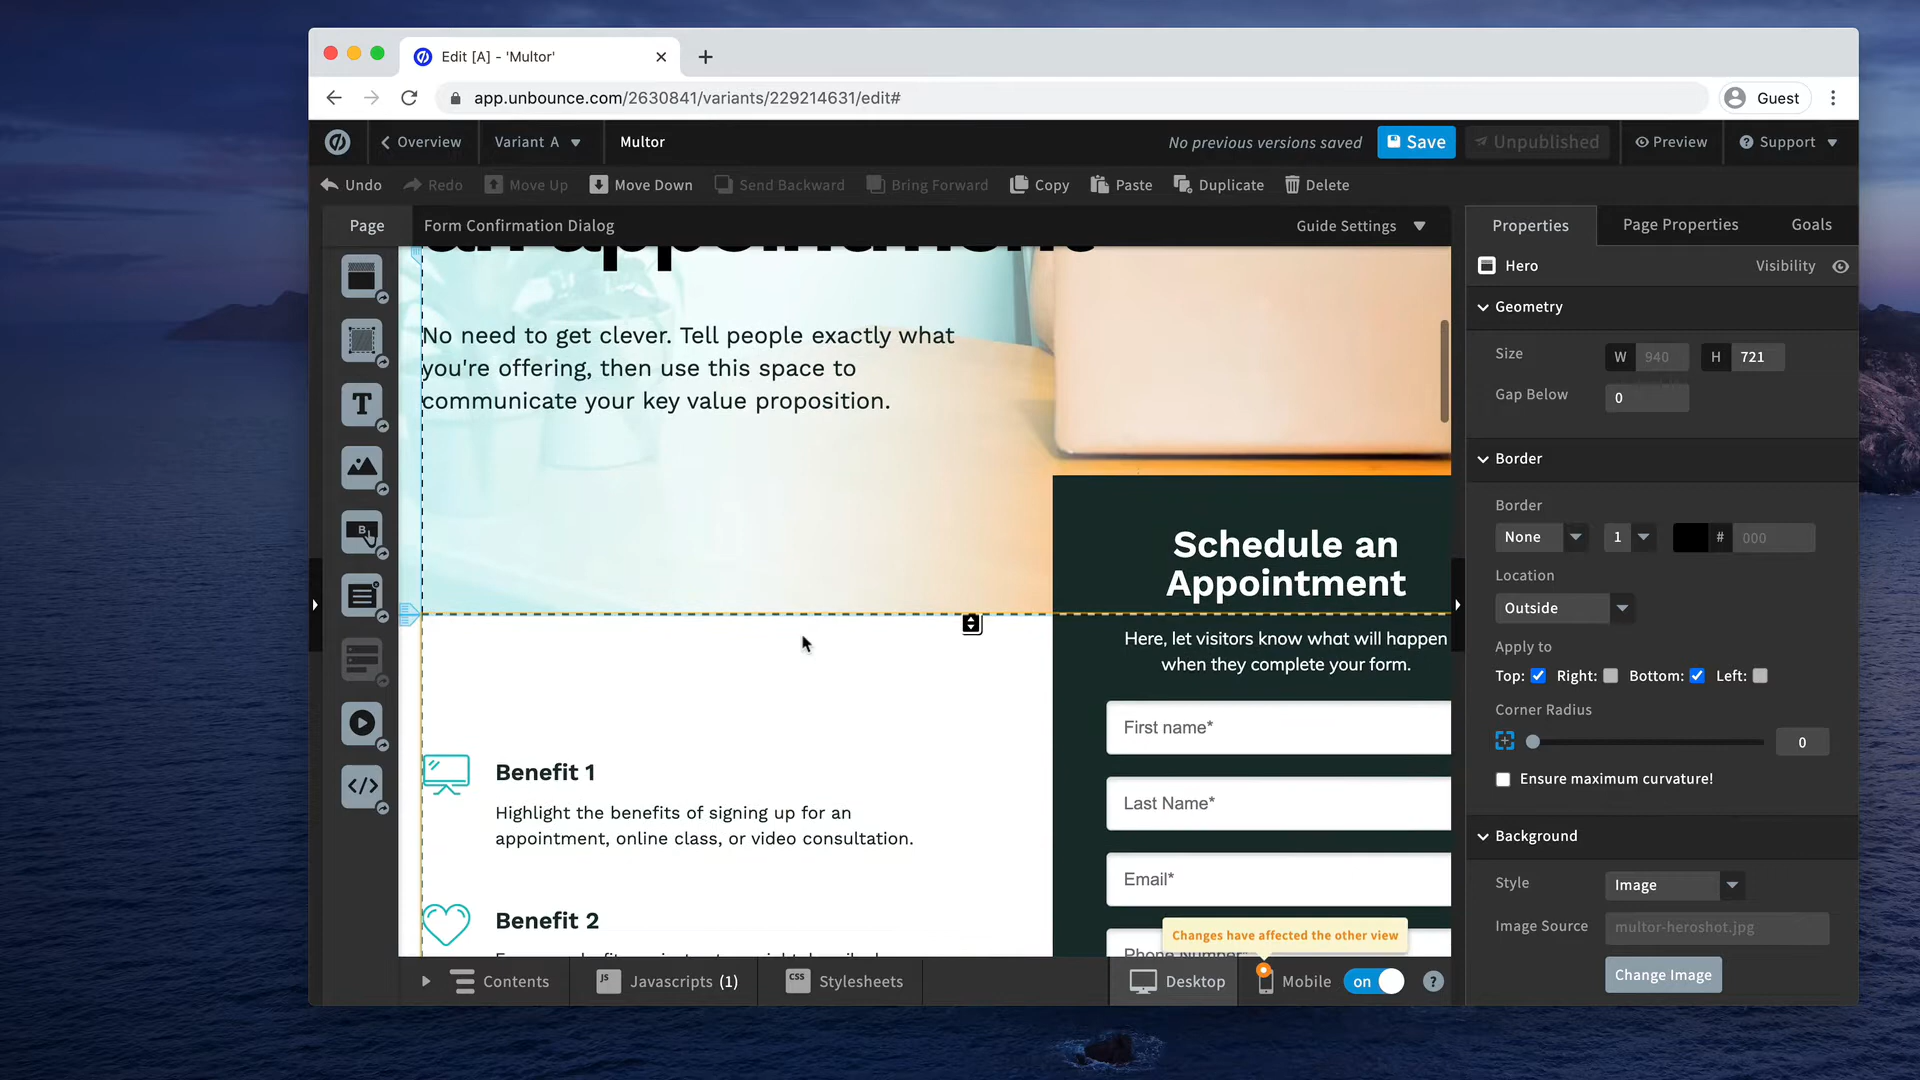 Edit [A] - 'Multor'
app.unbounce.com/2630841/variants/229214631/edit#
Guest
Overview
Variant A
Multor
No previous versions saved
Save
Unpublished
Preview
Support
Undo
Redo
Move Up
Move Down
Send Backward
Bring Forward
Copy
Paste
Duplicate
Delete
Page
Form Confirmation Dialog
Guide Settings
Properties
Page Properties
Goals
an appointment
Hero
Visibility
Geometry
No need to get clever. Tell people exactly what
you're offering, then use this space to
communicate your key value proposition.
Size
W 940
H 721
Gap Below
0
Border
Border
None
1
# 000
Location
Outside
Apply to
Top: Right: Bottom: Left:
Corner Radius
0
Ensure maximum curvature!
Background
Style
Image
Image Source
multor-heroshot.jpg
Change Image
T
B
</>
Schedule an
Appointment
Here, let visitors know what will happen
when they complete your form.
First name*
Last Name*
Email*
Benefit 1
Highlight the benefits of signing up for an
appointment, online class, or video consultation.
Benefit 2
Changes have affected the other view
Phone Number*
Contents
JS
Javascripts (1)
CSS
Stylesheets
Desktop
Mobile
on
?